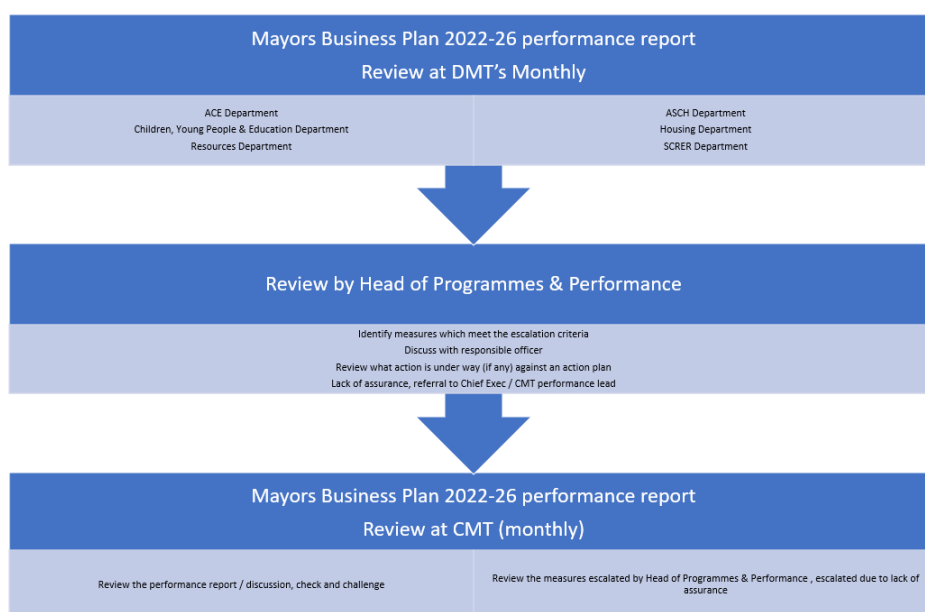 Mayors Business Plan 2022-26 performance report
Review at DMT's Monthly
ACE Department
Children, Young People & Education Department
Resources Department
ASCH Department
Housing Department
SCRER Department
Review by Head of Programmes & Performance
Identify measures which meet the escalation criteria
Discuss with responsible officer
Review what action is under way (if any) against an action plan
Lack of assurance, referral to Chief Exec / CMT performance lead
Mayors Business Plan 2022-26 performance report
Review at CMT (monthly)
Review the performance report / discussion, check and challenge
Review the measures escalated by Head of Programmes & Performance , escalated due to lack of
assurance